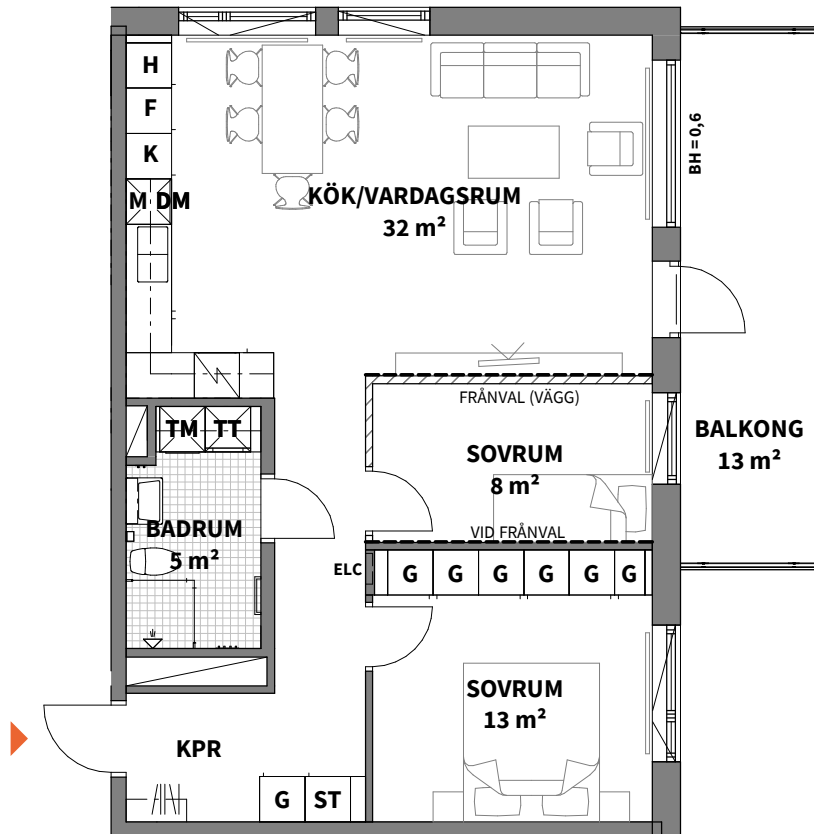 H
F
K
M DM
BH = 0,6
KÖK/VARDAGSRUM
32 m²
FRÅNVAL (VÄGG)
TM TT
SOVRUM
8 m²
BALKONG
13 m²
BADRUM
5 m²
VID FRÅNVAL
ELC
G G G G G G
SOVRUM
13 m²
KPR
G ST